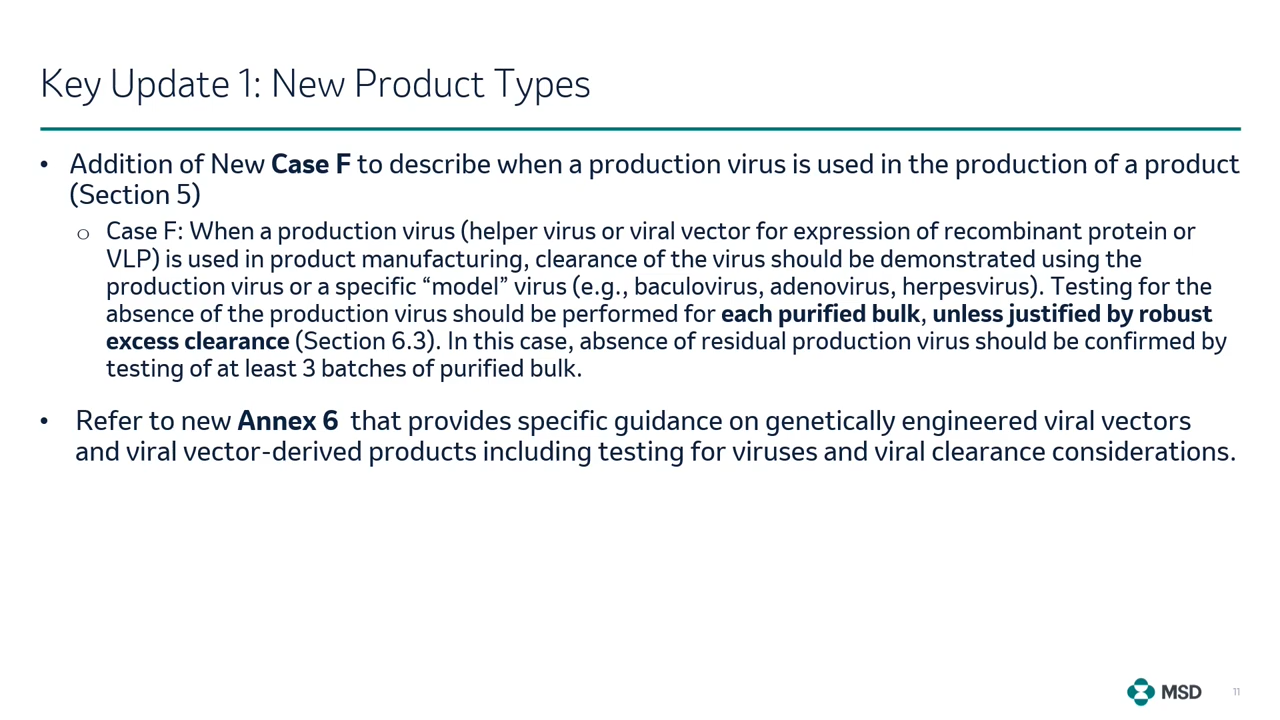 Key Update 1: New Product Types
• Addition of New Case F to describe when a production virus is used in the production of a product
(Section 5)
o Case F: When a production virus (helper virus or viral vector for expression of recombinant protein or
VLP) is used in product manufacturing, clearance of the virus should be demonstrated using the
production virus or a specific “model” virus (e.g., baculovirus, adenovirus, herpesvirus). Testing for the
absence of the production virus should be performed for each purified bulk, unless justified by robust
excess clearance (Section 6.3). In this case, absence of residual production virus should be confirmed by
testing of at least 3 batches of purified bulk.
• Refer to new Annex 6 that provides specific guidance on genetically engineered viral vectors
and viral vector-derived products including testing for viruses and viral clearance considerations.
MSD
11